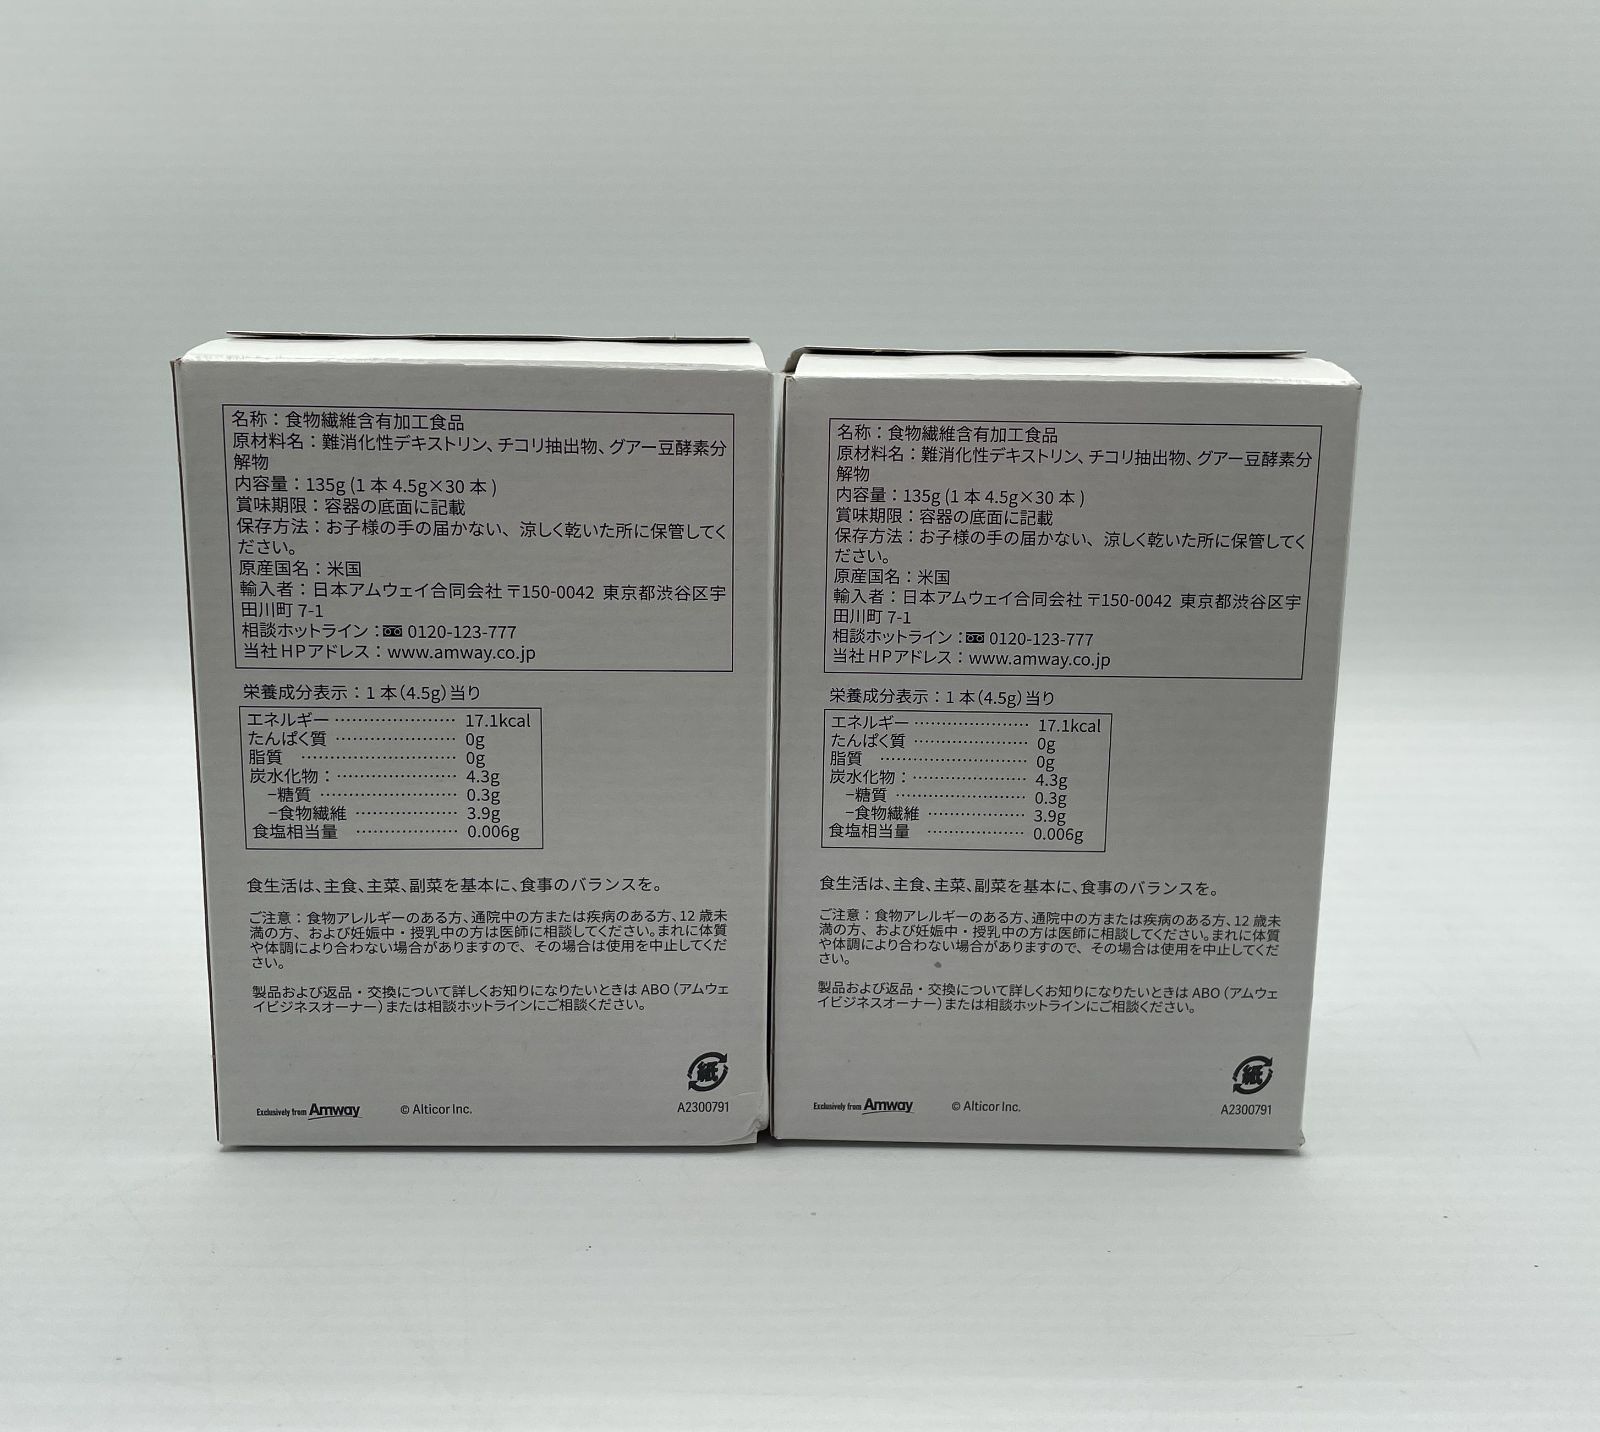 名称：食物繊維含有加工食品
原材料名：難消化性デキストリン、チコリ抽出物、グアー豆酵素分
解物
内容量：135g (1 本 4.5g×30 本 )
賞味期限：容器の底面に記載
保存方法：お子様の手の届かない、涼しく乾いた所に保管してく
ださい。
原産国名：米国
輸入者：日本アムウェイ合同会社 〒150-0042 東京都渋谷区宇
田川町 7-1
相談ホットライン： 0120-123-777
当社HPアドレス：www.amway.co.jp
栄養成分表示：1 本(4.5g)当り
エネルギー ………………… 17.1kcal
たんぱく質 ………………… 0g
脂質 ………………… 0g
炭水化物：………………… 4.3g
−糖質 ………………… 0.3g
−食物繊維 ………………… 3.9g
食塩相当量 ………………… 0.006g
食生活は、主食、主菜、副菜を基本に、食事のバランスを。
ご注意：食物アレルギーのある方、通院中の方または疾病のある方、12 歳未
満の方、および妊娠中・授乳中の方は医師に相談してください。まれに体質
や体調により合わない場合がありますので、その場合は使用を中止してくだ
さい。
製品および返品・交換について詳しくお知りになりたいときは ABO（アムウェ
イビジネスオーナー）または相談ホットラインにご相談ください。
紙
Exclusively from Amway © Alticor Inc. A2300791
名称：食物繊維含有加工食品
原材料名：難消化性デキストリン、チコリ抽出物、グアー豆酵素分
解物
内容量：135g (1 本 4.5g×30 本 )
賞味期限：容器の底面に記載
保存方法：お子様の手の届かない、涼しく乾いた所に保管してく
ださい。
原産国名：米国
輸入者：日本アムウェイ合同会社 〒150-0042 東京都渋谷区宇
田川町 7-1
相談ホットライン： 0120-123-777
当社HPアドレス：www.amway.co.jp
栄養成分表示：1 本(4.5g)当り
エネルギー ………………… 17.1kcal
たんぱく質 ………………… 0g
脂質 ………………… 0g
炭水化物：………………… 4.3g
−糖質 ………………… 0.3g
−食物繊維 ………………… 3.9g
食塩相当量 ………………… 0.006g
食生活は、主食、主菜、副菜を基本に、食事のバランスを。
ご注意：食物アレルギーのある方、通院中の方または疾病のある方、12 歳未
満の方、および妊娠中・授乳中の方は医師に相談してください。まれに体質
や体調により合わない場合がありますので、その場合は使用を中止してくだ
さい。
製品および返品・交換について詳しくお知りになりたいときは ABO（アムウェ
イビジネスオーナー）または相談ホットラインにご相談ください。
紙
Exclusively from Amway © Alticor Inc. A2300791